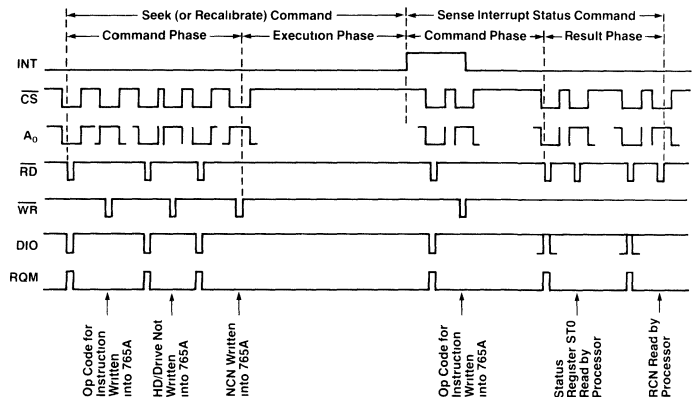 Seek (or Recalibrate) Command
Sense Interrupt Status Command
Command Phase
Execution Phase
Command Phase
Result Phase
INT
CS
A0
RD
WR
DIO
RQM
Op Code for
Instruction
Written
into 765A
HD/Drive Not
Written
into 765A
NCN Written
into 765A
Op Code for
Instruction
Written
into 765A
Status
Register ST0
Read by
Processor
RCN Read by
Processor